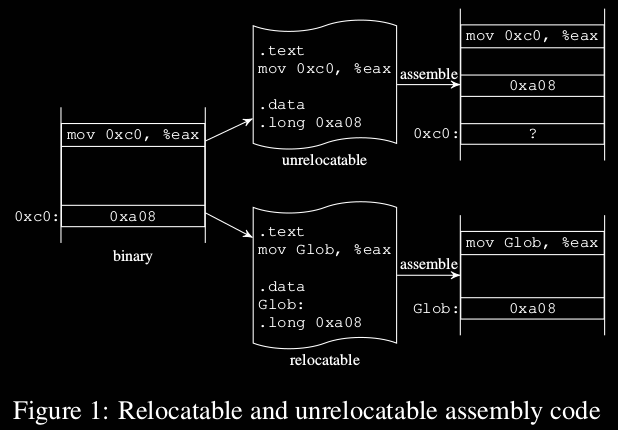 mov 0xc0, %eax
0xc0:
0xa08
binary
.text
mov 0xc0, %eax
.data
.long 0xa08
unrelocatable
assemble
mov 0xc0, %eax
0xa08
0xc0:
?
.text
mov Glob, %eax
.data
Glob:
.long 0xa08
relocatable
assemble
mov Glob, %eax
Glob:
0xa08
Figure 1: Relocatable and unrelocatable assembly code